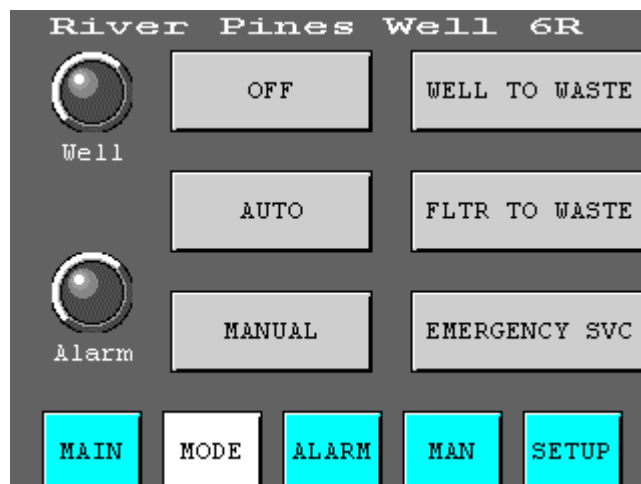 River Pines Well 6R
OFF
WELL TO WASTE
Well
AUTO
FLTR TO WASTE
MANUAL
EMERGENCY SVC
Alarm
MAIN
MODE
ALARM
MAN
SETUP